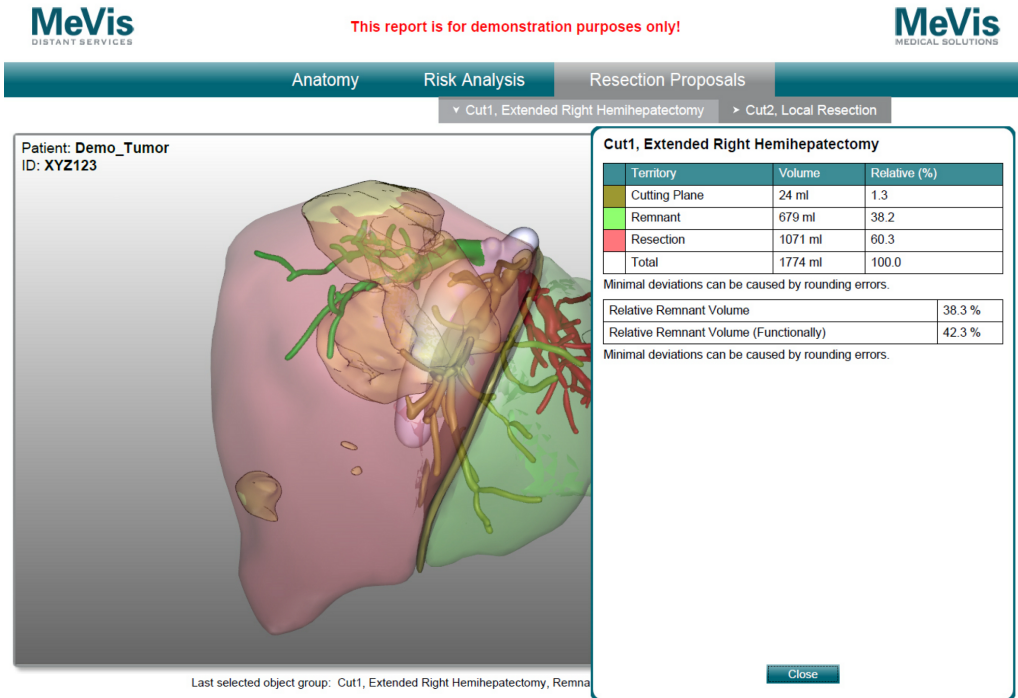 MeVis
DISTANT SERVICES
This report is for demonstration purposes only!
MeVis
MEDICAL SOLUTIONS
Anatomy Risk Analysis Resection Proposals
Cut1, Extended Right Hemihepatectomy Cut2, Local Resection
Patient: Demo_Tumor
ID: XYZ123
Cut1, Extended Right Hemihepatectomy
Territory Volume Relative (%)
Cutting Plane 24 ml 1.3
Remnant 679 ml 38.2
Resection 1071 ml 60.3
Total 1774 ml 100.0
Minimal deviations can be caused by rounding errors.
Relative Remnant Volume 38.3 %
Relative Remnant Volume (Functionally) 42.3 %
Minimal deviations can be caused by rounding errors.
Close
Last selected object group: Cut1, Extended Right Hemihepatectomy, Remna